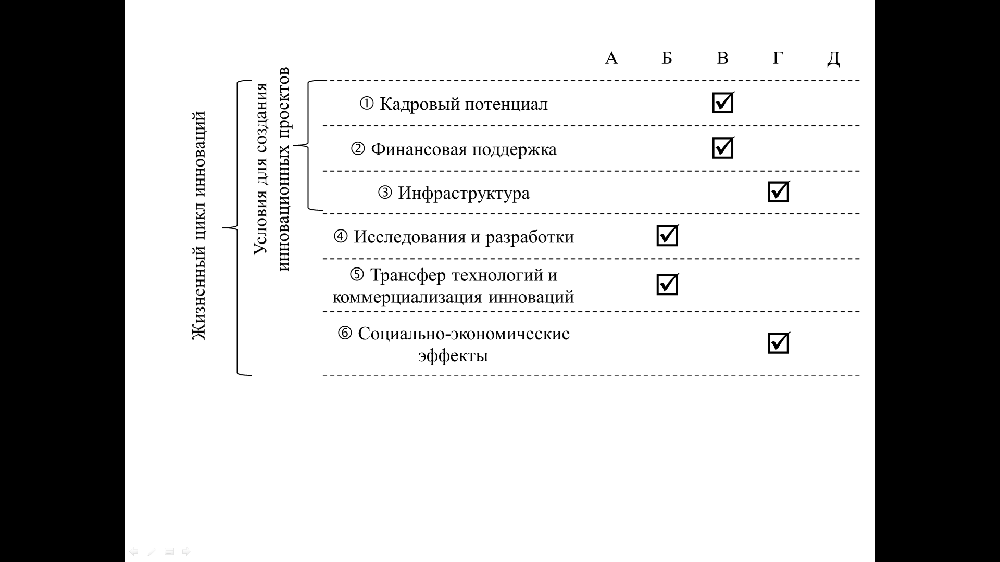 А Б В Г Д
Жизненный цикл инноваций
Условия для создания
инновационных проектов
① Кадровый потенциал
② Финансовая поддержка
③ Инфраструктура
④ Исследования и разработки
⑤ Трансфер технологий и
коммерциализация инноваций
⑥ Социально-экономические
эффекты